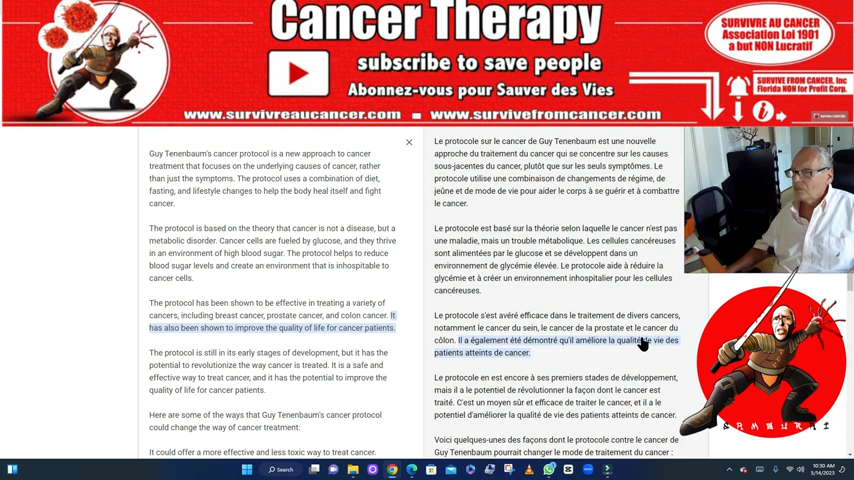 Cancer Therapy
subscribe to save people
Abonnez-vous pour Sauver des Vies
www.survivreaucancer.com - www.survivefromcancer.com
SURVIVRE AU CANCER
Association Loi 1901
a but NON Lucratif
SURVIVE FROM CANCER, Inc
Florida NON for Profit Corp.
Guy Tenenbaum's cancer protocol is a new approach to cancer
treatment that focuses on the underlying causes of cancer, rather
than just the symptoms. The protocol uses a combination of diet,
fasting, and lifestyle changes to help the body heal itself and fight
cancer.
The protocol is based on the theory that cancer is not a disease, but a
metabolic disorder. Cancer cells are fueled by glucose, and they thrive
in an environment of high blood sugar. The protocol helps to reduce
blood sugar levels and create an environment that is inhospitable to
cancer cells.
The protocol has been shown to be effective in treating a variety of
cancers, including breast cancer, prostate cancer, and colon cancer. It
has also been shown to improve the quality of life for cancer patients.
The protocol is still in its early stages of development, but it has the
potential to revolutionize the way cancer is treated. It is a safe and
effective way to treat cancer, and it has the potential to improve the
quality of life for cancer patients.
Here are some of the ways that Guy Tenenbaum's cancer protocol
could change the way of cancer treatment:
It could offer a more effective and less toxic way to treat cancer.
Le protocole sur le cancer de Guy Tenenbaum est une nouvelle
approche du traitement du cancer qui se concentre sur les causes
sous-jacentes du cancer, plutôt que sur les seuls symptômes. Le
protocole utilise une combinaison de changements de régime, de
jeûne et de mode de vie pour aider le corps à se guérir et à combattre
le cancer.
Le protocole est basé sur la théorie selon laquelle le cancer n'est pas
une maladie, mais un trouble métabolique. Les cellules cancéreuses
sont alimentées par le glucose et se développent dans un
environnement de glycémie élevée. Le protocole aide à réduire la
glycémie et à créer un environnement inhospitalier pour les cellules
cancéreuses.
Le protocole s'est avéré efficace dans le traitement de divers cancers,
notamment le cancer du sein, le cancer de la prostate et le cancer du
côlon. Il a également été démontré qu'il améliore la qualité de vie des
patients atteints de cancer.
Le protocole en est encore à ses premiers stades de développement,
mais il a le potentiel de révolutionner la façon dont le cancer est
traité. C'est un moyen sûr et efficace de traiter le cancer, et il a le
potentiel d'améliorer la qualité de vie des patients atteints de cancer.
Voici quelques-unes des façons dont le protocole contre le cancer de
Guy Tenenbaum pourrait changer le mode de traitement du cancer :
SAMOURAI
Search
10:30 AM
5/14/2023